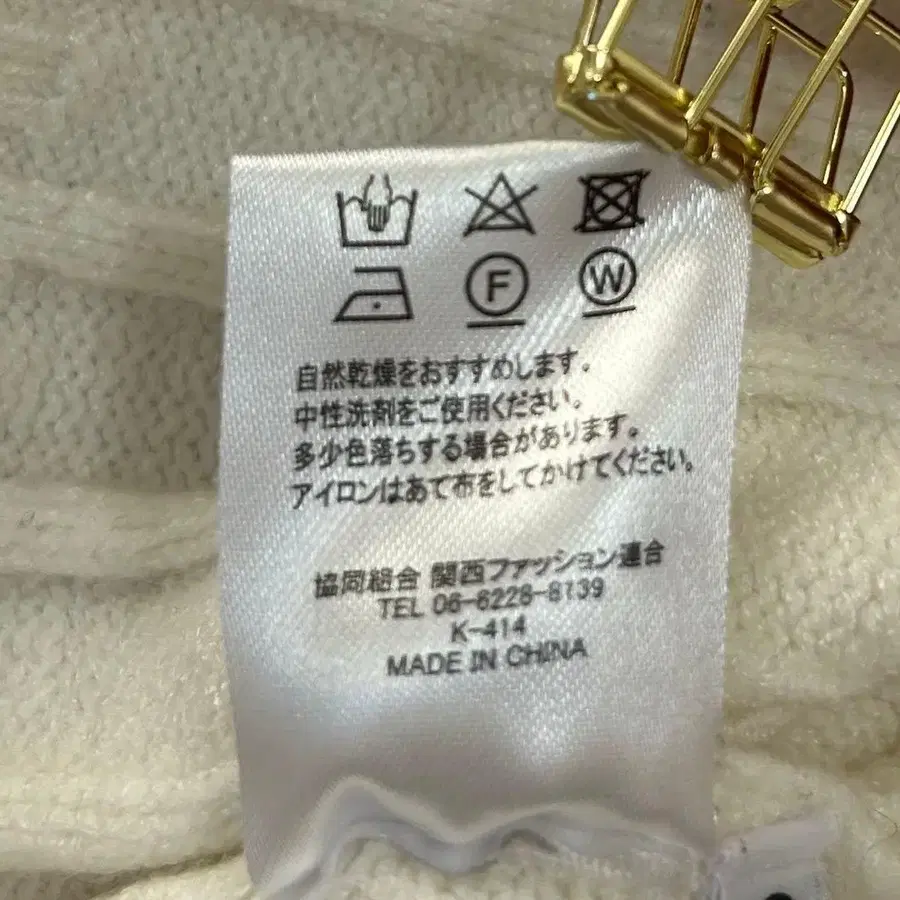 F W
自然乾燥をおすすめします。
中性洗剤をご使用ください。
多少色落ちする場合があります。
アイロンはあて布をしてかけてください。
協同組合 関西ファッション連合
TEL 06-6228-8139
K-414
MADE IN CHINA